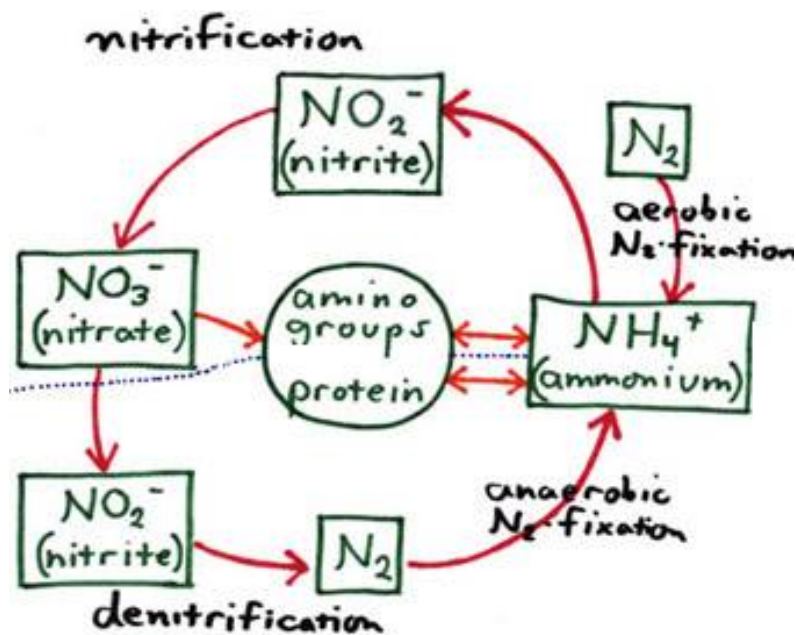 nitrification
NO₂⁻
(nitrite)
N₂
aerobic
N₂-fixation
NO₃⁻
(nitrate)
amino
groups
protein
NH₄⁺
(ammonium)
NO₂⁻
(nitrite)
N₂
anaerobic
N₂-fixation
denitrification